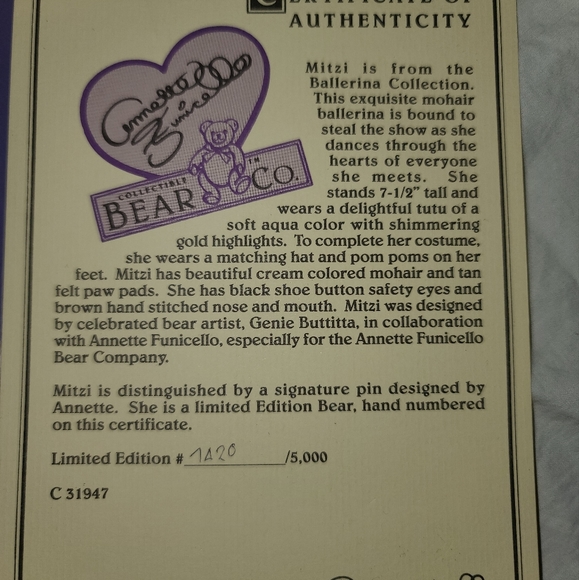 CERTIFICATE OF
AUTHENTICITY
Annette
Funicello
COLLECTIBLE
BEAR CO.
TM
Mitzi is from the
Ballerina Collection.
This exquisite mohair
ballerina is bound to
steal the show as she
dances through the
hearts of everyone
she meets. She
stands 7-1/2" tall and
wears a delightful tutu of a
soft aqua color with shimmering
gold highlights. To complete her costume,
she wears a matching hat and pom poms on her
feet. Mitzi has beautiful cream colored mohair and tan
felt paw pads. She has black shoe button safety eyes and
brown hand stitched nose and mouth. Mitzi was designed
by celebrated bear artist, Genie Buttitta, in collaboration
with Annette Funicello, especially for the Annette Funicello
Bear Company.
Mitzi is distinguished by a signature pin designed by
Annette. She is a limited Edition Bear, hand numbered
on this certificate.
Limited Edition # 1A20 /5,000
C 31947